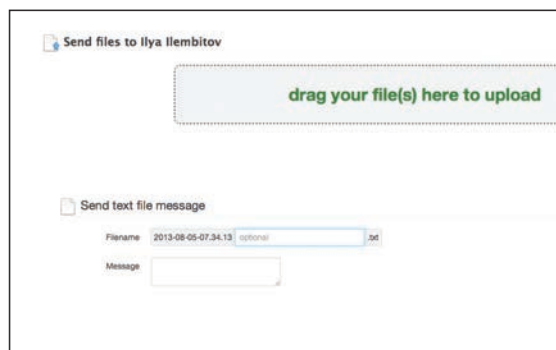 Send files to Ilya Ilembitov
drag your file(s) here to upload
Send text file message
Filename 2013-08-05-07.34.13 optional .txt
Message